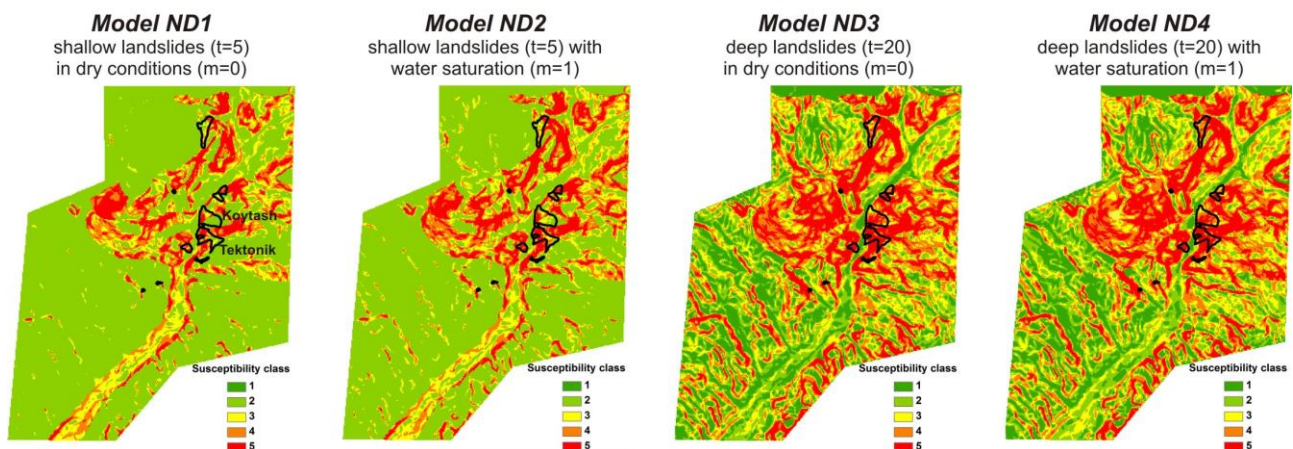 Model ND1
shallow landslides (t=5)
in dry conditions (m=0)
Koytash
Tektonik
Susceptibility class
1
2
3
4
5
Model ND2
shallow landslides (t=5) with
water saturation (m=1)
Susceptibility class
1
2
3
4
5
Model ND3
deep landslides (t=20)
in dry conditions (m=0)
Susceptibility class
1
2
3
4
5
Model ND4
deep landslides (t=20) with
water saturation (m=1)
Susceptibility class
1
2
3
4
5